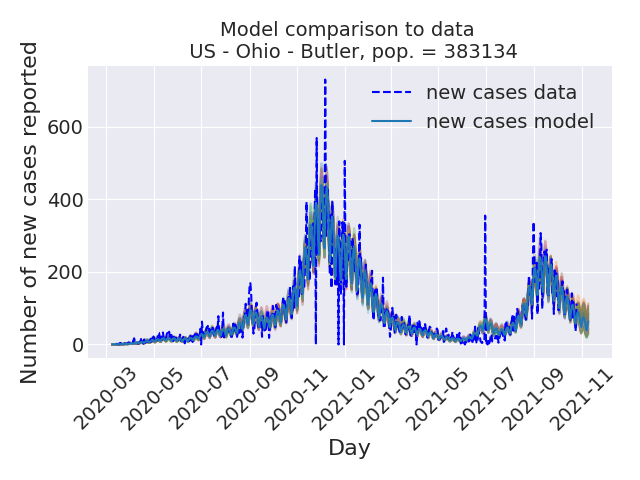 Model comparison to data
US - Ohio - Butler, pop. = 383134
Number of new cases reported
600
400
200
0
new cases data
new cases model
2020-03
2020-05
2020-07
2020-09
2020-11
2021-01
2021-03
2021-05
2021-07
2021-09
2021-11
Day